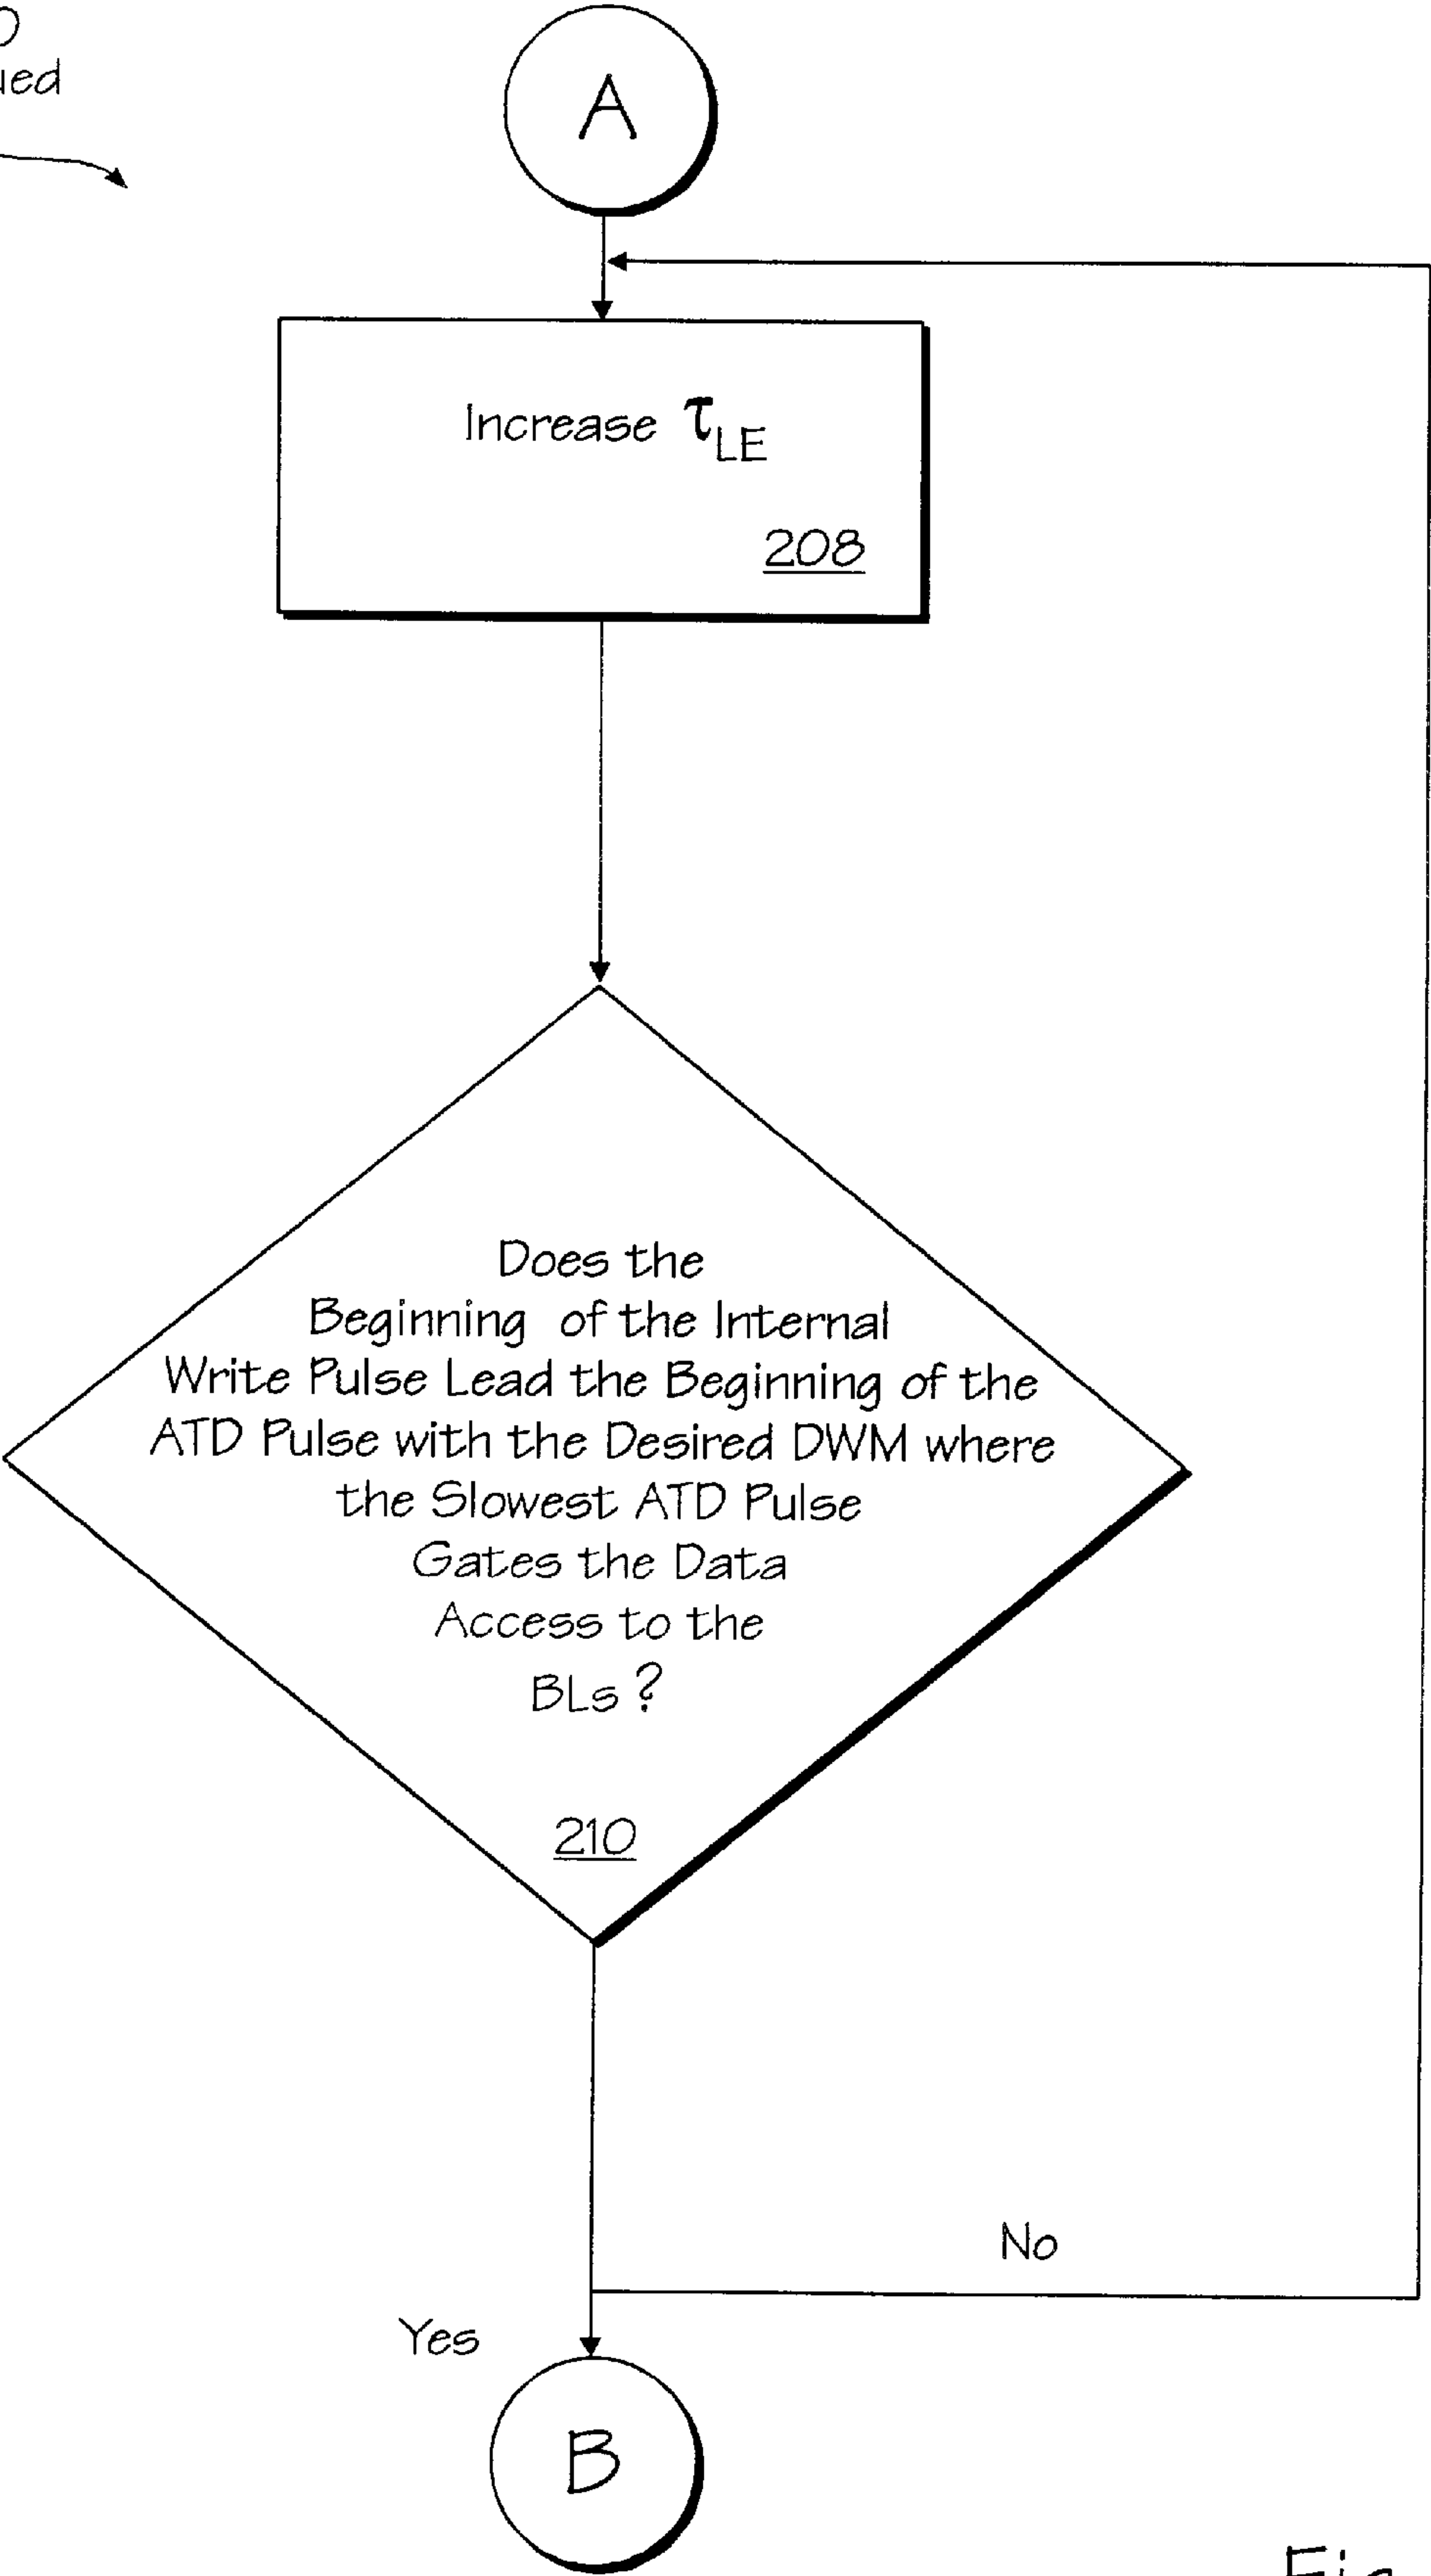 A
Increase τLE
208
Does the
Beginning of the Internal
Write Pulse Lead the Beginning of the
ATD Pulse with the Desired DWM where
the Slowest ATD Pulse
Gates the Data
Access to the
BLs ?
210
No
Yes
B